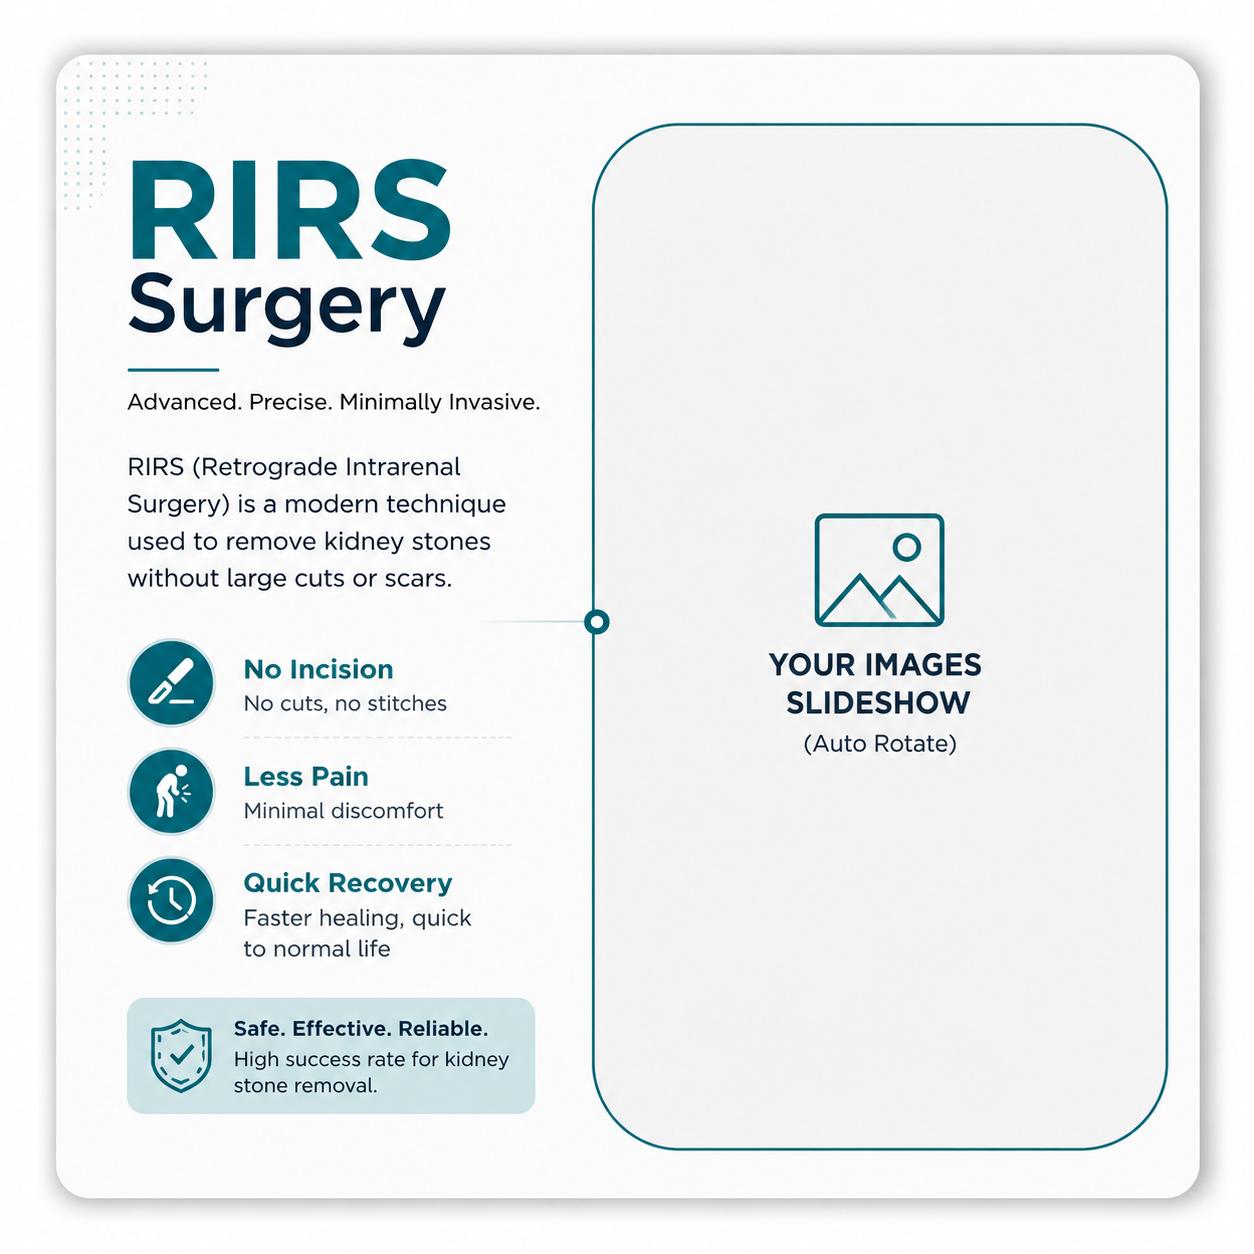 RIRS
Surgery
Advanced. Precise. Minimally Invasive.
RIRS (Retrograde Intrarenal
Surgery) is a modern technique
used to remove kidney stones
without large cuts or scars.
No Incision
No cuts, no stitches
Less Pain
Minimal discomfort
Quick Recovery
Faster healing, quick
to normal life
Safe. Effective. Reliable.
High success rate for kidney
stone removal.
YOUR IMAGES
SLIDESHOW
(Auto Rotate)